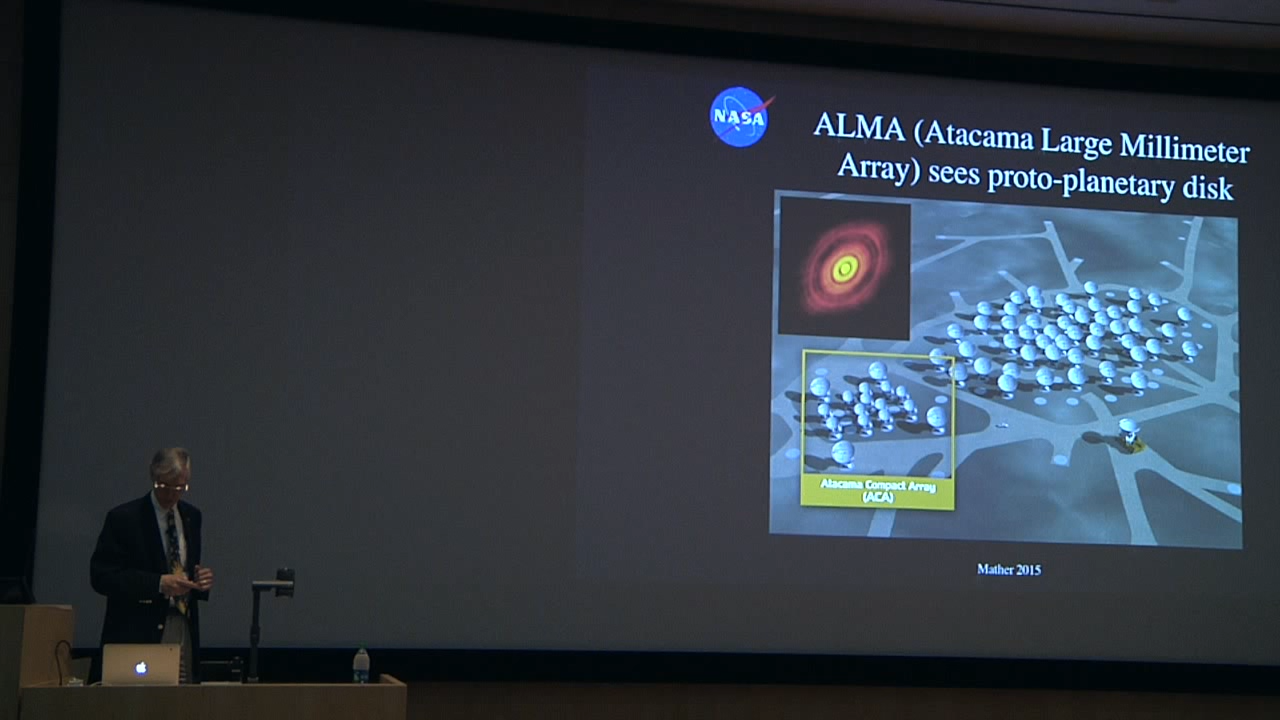 NASA
ALMA (Atacama Large Millimeter
Array) sees proto-planetary disk
Atacama Compact Array
(ACA)
Mather 2015